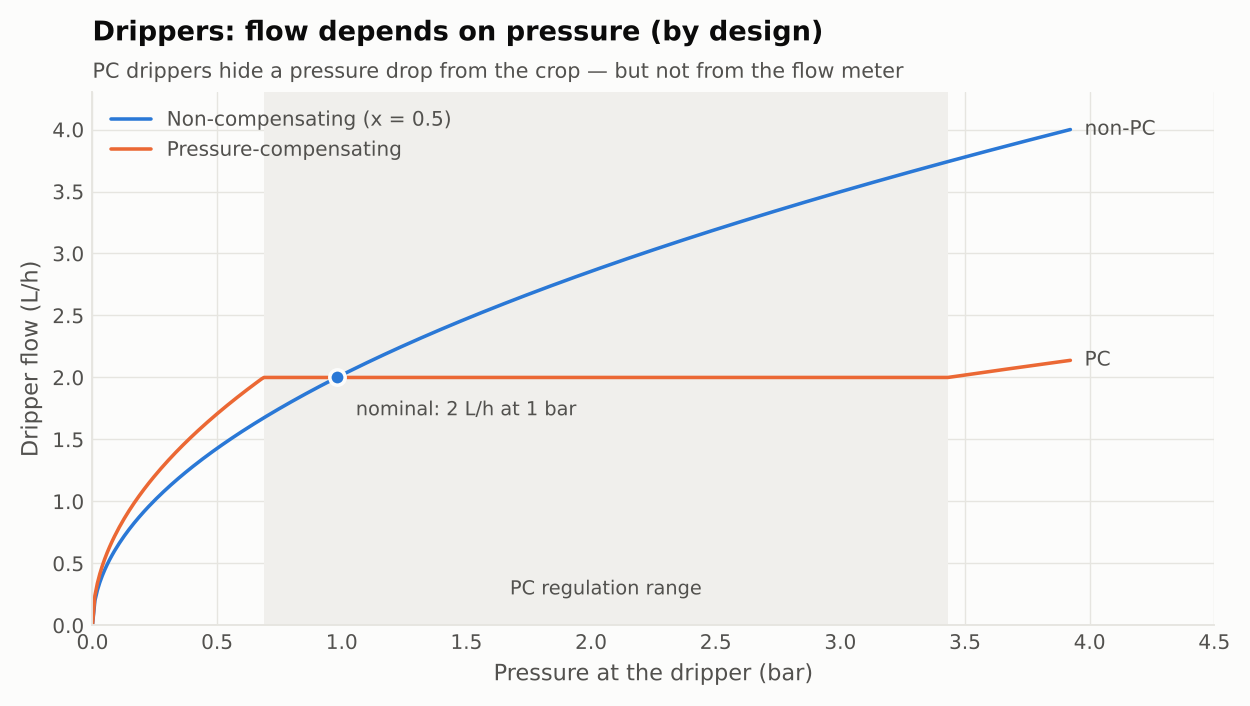 Drippers: flow depends on pressure (by design)
PC drippers hide a pressure drop from the crop — but not from the flow meter
Non-compensating (x = 0.5)
Pressure-compensating
non-PC
PC
nominal: 2 L/h at 1 bar
PC regulation range
Dripper flow (L/h)
4.0
3.5
3.0
2.5
2.0
1.5
1.0
0.5
0.0
0.0 0.5 1.0 1.5 2.0 2.5 3.0 3.5 4.0 4.5
Pressure at the dripper (bar)